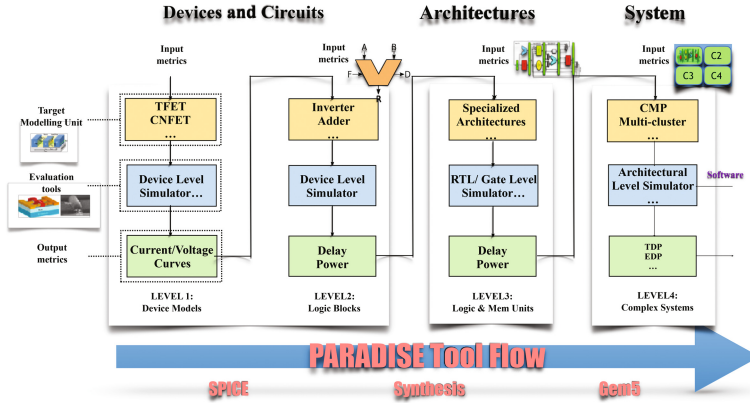 Devices and Circuits
Architectures
System
Input
metrics
Input
metrics
A
B
F
D
R
Input
metrics
Input
metrics
C2
C3
C4
Target
Modelling Unit
TFET
CNFET
...
Inverter
Adder
...
Specialized
Architectures
...
CMP
Multi-cluster
...
Evaluation
tools
Device Level
Simulator...
Device Level
Simulator
RTL/ Gate Level
Simulator...
Architectural
Level Simulator
...
Software
Output
metrics
Current/Voltage
Curves
Delay
Power
Delay
Power
TDP
EDP
...
LEVEL 1:
Device Models
LEVEL2:
Logic Blocks
LEVEL3:
Logic & Mem Units
LEVEL4:
Complex Systems
PARADISE Tool Flow
SPICE
Synthesis
Gem5